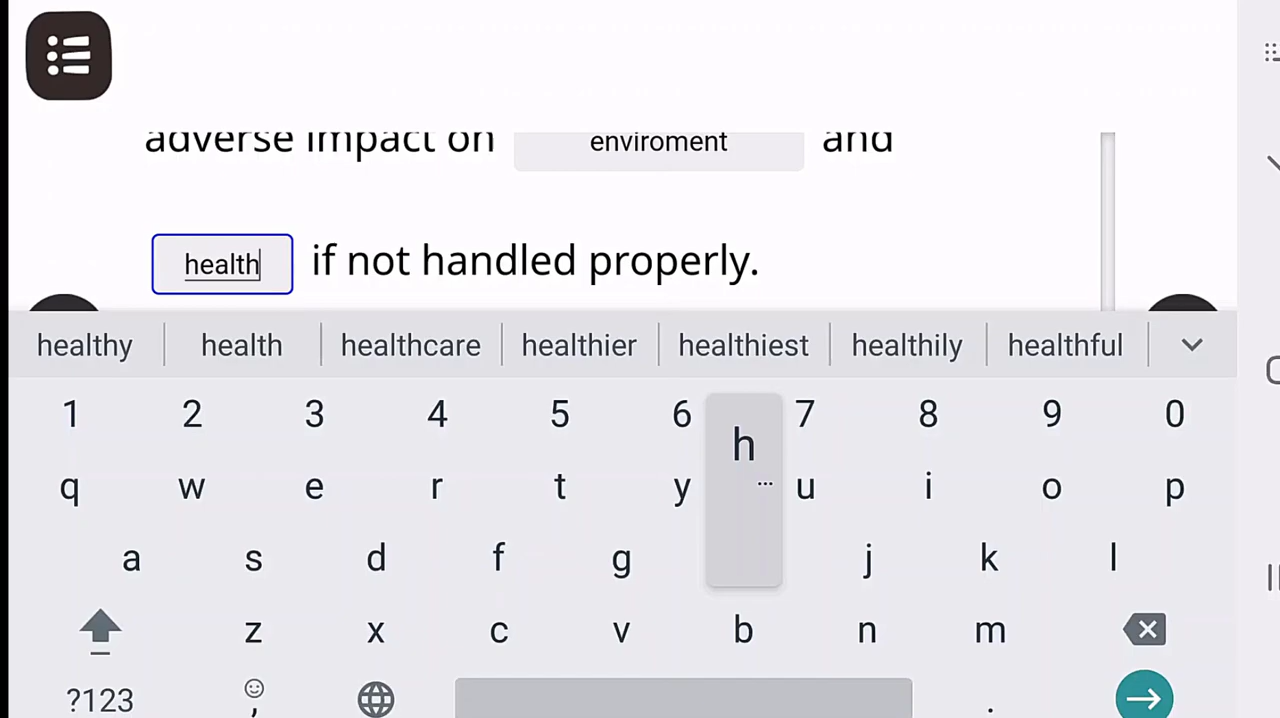 adverse impact on enviroment and
health if not handled properly.
healthy health healthcare healthier healthiest healthily healthful
1 2 3 4 5 6 7 8 9 0
h
q w e r t y u i o p
a s d f g j k l
z x c v b n m
?123 , .